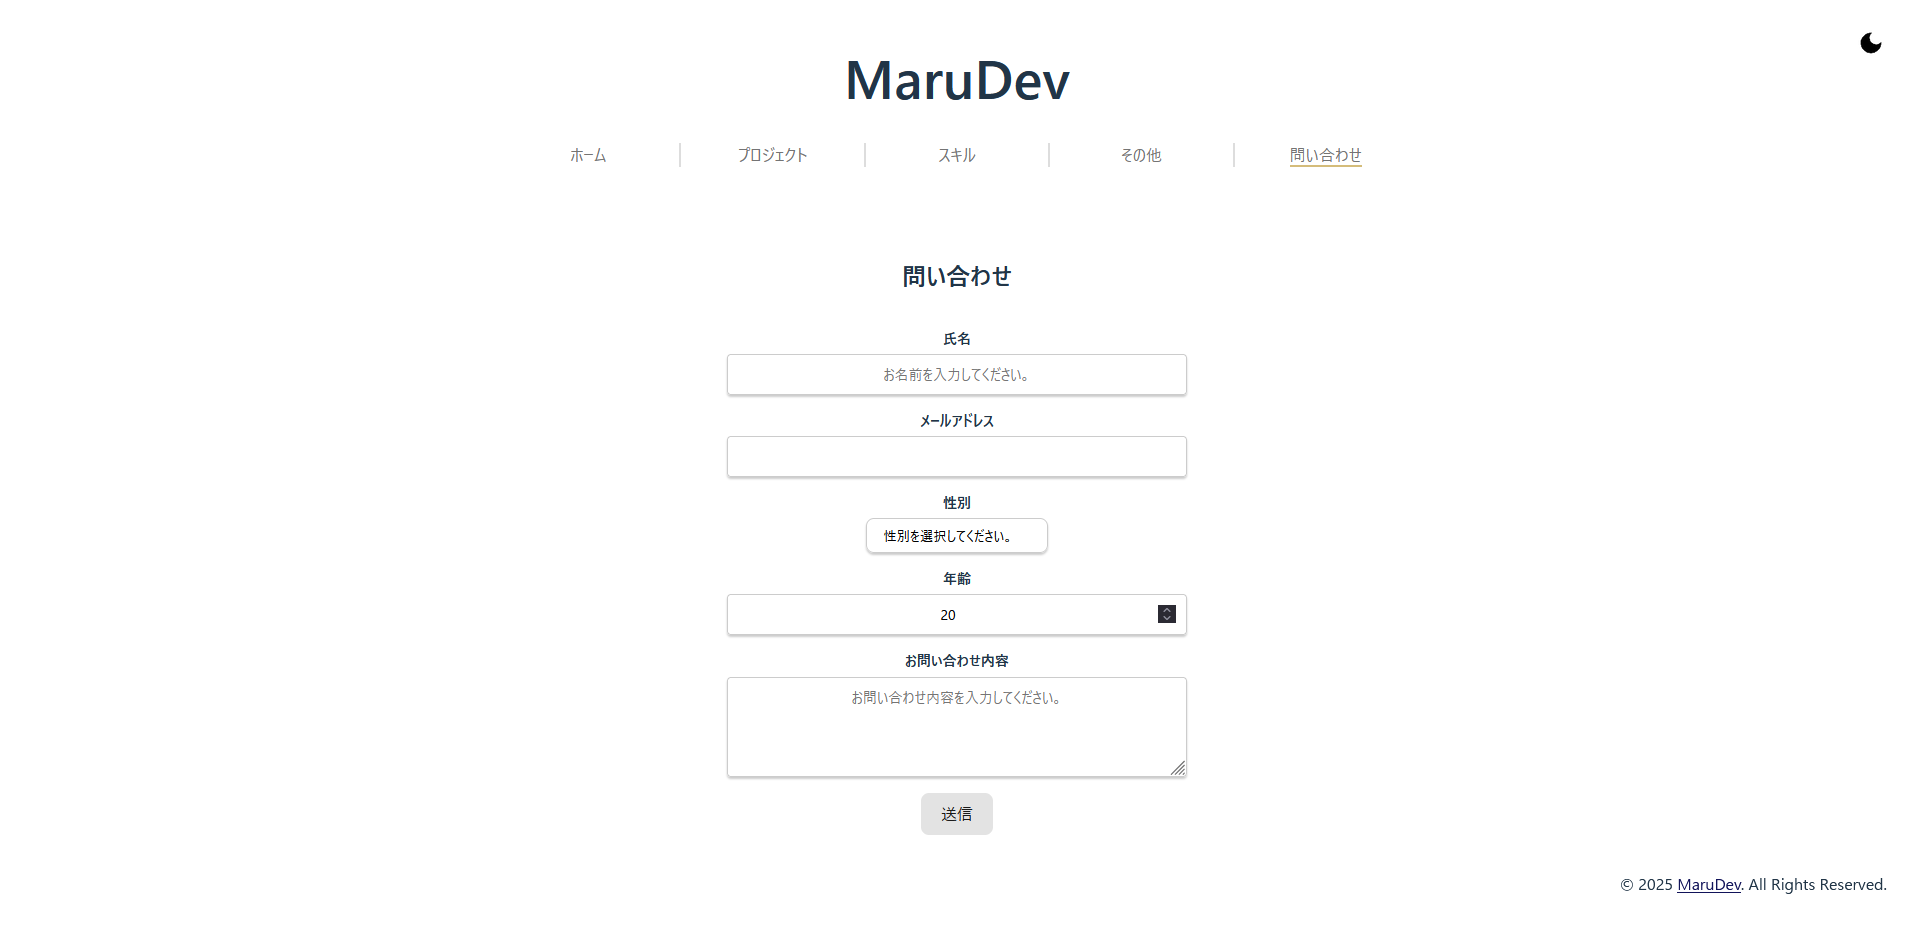 MaruDev
ホーム
プロジェクト
スキル
その他
問い合わせ
問い合わせ
氏名
お名前を入力してください。
メールアドレス
性別
性別を選択してください。
年齢
20
お問い合わせ内容
お問い合わせ内容を入力してください。
送信
© 2025 MaruDev. All Rights Reserved.